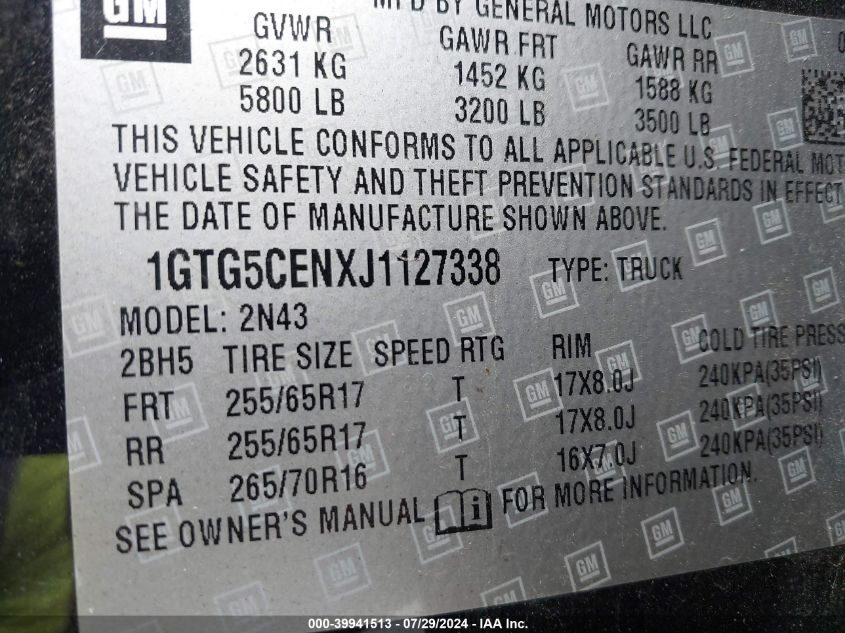 GM
MFD BY GENERAL MOTORS LLC
GVWR GAWR FRT GAWR RR
2631 KG 1452 KG 1588 KG
5800 LB 3200 LB 3500 LB
THIS VEHICLE CONFORMS TO ALL APPLICABLE U.S. FEDERAL MOT
VEHICLE SAFETY AND THEFT PREVENTION STANDARDS IN EFFECT
THE DATE OF MANUFACTURE SHOWN ABOVE.
1GTG5CENXJ1127338 TYPE: TRUCK
MODEL: 2N43
2BH5 TIRE SIZE SPEED RTG RIM COLD TIRE PRESS
FRT 255/65R17 T 17X8.0J 240KPA(35PSI)
RR 255/65R17 T 17X8.0J 240KPA(35PSI)
SPA 265/70R16 T 16X7.0J 240KPA(35PSI)
SEE OWNER'S MANUAL i FOR MORE INFORMATION.
000-39941513 - 07/29/2024 - IAA Inc.